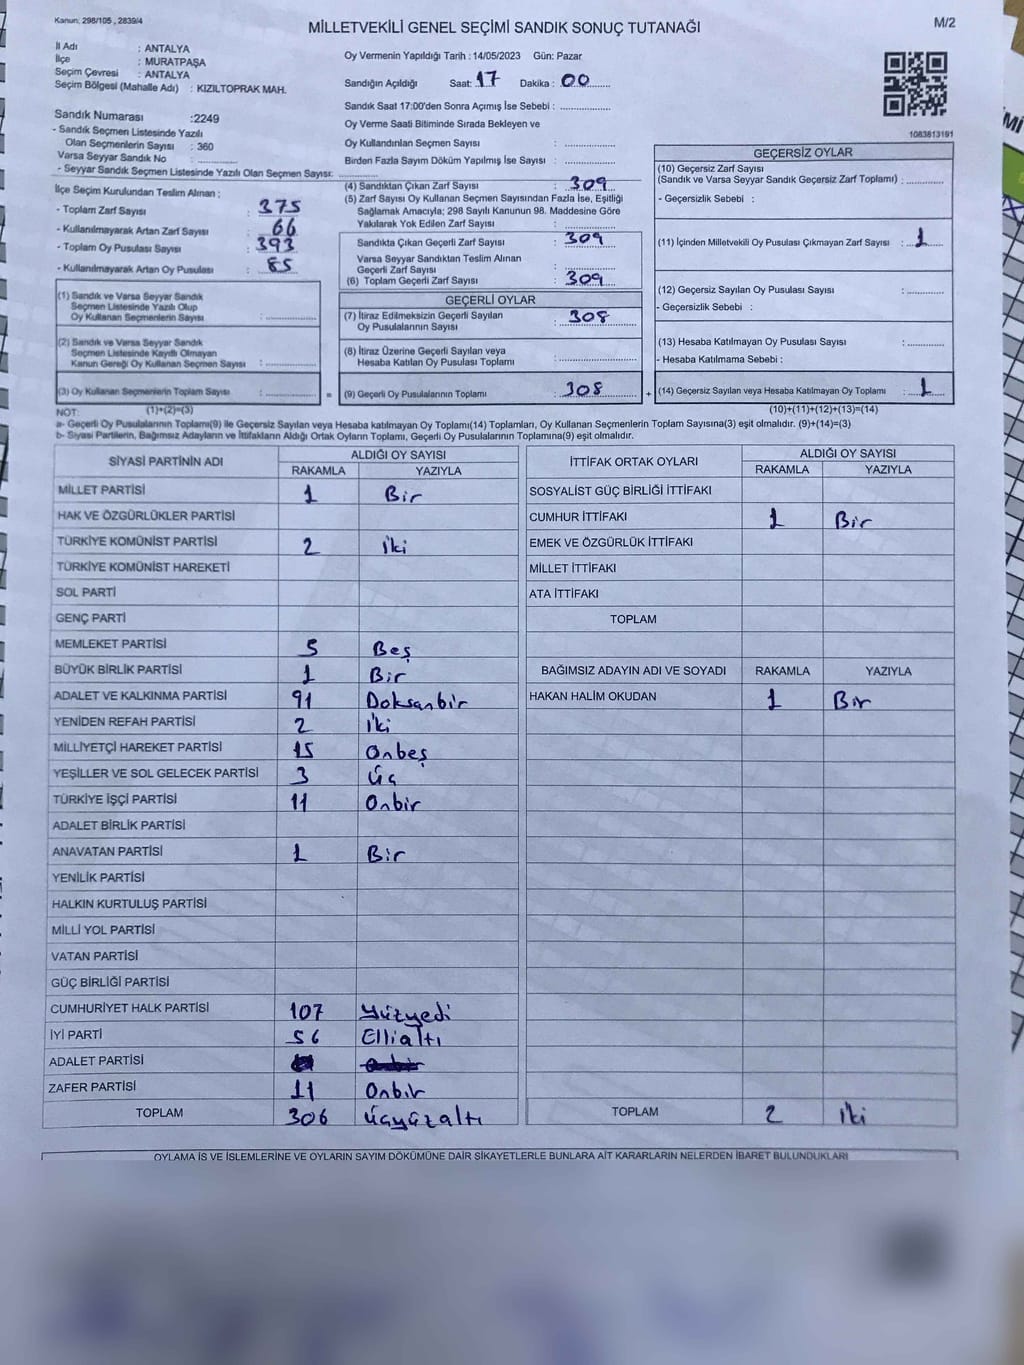 Kanun: 298/105 , 2839/4
MİLLETVEKİLİ GENEL SEÇİMİ SANDIK SONUÇ TUTANAĞI
M/2
İl Adı : ANTALYA
İlçe : MURATPAŞA
Seçim Çevresi : ANTALYA
Seçim Bölgesi (Mahalle Adı) : KIZILTOPRAK MAH.
Sandık Numarası :2249
- Sandık Seçmen Listesinde Yazılı
Olan Seçmenlerin Sayısı : 360
Varsa Seyyar Sandık No : ............
- Seyyar Sandık Seçmen Listesinde Yazılı Olan Seçmen Sayısı: ............
Oy Vermenin Yapıldığı Tarih : 14/05/2023 Gün: Pazar
Sandığın Açıldığı Saat: 17 Dakika : 00
Sandık Saat 17:00'den Sonra Açımış İse Sebebi : ............
Oy Verme Saati Bitiminde Sırada Bekleyen ve
Oy Kullandırılan Seçmen Sayısı : ............
Birden Fazla Sayım Döküm Yapılmış İse Sayısı : ............
1083813191
İlçe Seçim Kurulundan Teslim Alınan ;
- Toplam Zarf Sayısı : 375
- Kullanılmayarak Artan Zarf Sayısı : 66
- Toplam Oy Pusulası Sayısı : 393
- Kullanılmayarak Artan Oy Pusulası : 85
(1) Sandık ve Varsa Seyyar Sandık
Seçmen Listesinde Yazılı Olup
Oy Kullanan Seçmenlerin Sayısı : ............
(2) Sandık ve Varsa Seyyar Sandık
Seçmen Listesinde Kayıtlı Olmayan
Kanun Gereği Oy Kullanan Seçmen Sayısı : ............
(3) Oy Kullanan Seçmenlerin Toplam Sayısı : ............ =
(1)+(2)=(3)
(4) Sandıktan Çıkan Zarf Sayısı : 309
(5) Zarf Sayısı Oy Kullanan Seçmen Sayısından Fazla İse, Eşitliği
Sağlamak Amacıyla; 298 Sayılı Kanunun 98. Maddesine Göre
Yakılarak Yok Edilen Zarf Sayısı : ............
Sandıkta Çıkan Geçerli Zarf Sayısı : 309
Varsa Seyyar Sandıktan Teslim Alınan
Geçerli Zarf Sayısı : ............
(6) Toplam Geçerli Zarf Sayısı : 309
GEÇERLİ OYLAR
(7) İtiraz Edilmeksizin Geçerli Sayılan
Oy Pusulalarının Sayısı : 308
(8) İtiraz Üzerine Geçerli Sayılan veya
Hesaba Katılan Oy Pusulası Toplamı : ............
(9) Geçerli Oy Pusulalarının Toplamı : 308 +
GEÇERSİZ OYLAR
(10) Geçersiz Zarf Sayısı
(Sandık ve Varsa Seyyar Sandık Geçersiz Zarf Toplamı) : ............
- Geçersizlik Sebebi :
(11) İçinden Milletvekili Oy Pusulası Çıkmayan Zarf Sayısı : 1
(12) Geçersiz Sayılan Oy Pusulası Sayısı : ............
- Geçersizlik Sebebi :
(13) Hesaba Katılmayan Oy Pusulası Sayısı : ............
- Hesaba Katılmama Sebebi :
(14) Geçersiz Sayılan veya Hesaba Katılmayan Oy Toplamı : 1
(10)+(11)+(12)+(13)=(14)
NOT:
a- Geçerli Oy Pusulalarının Toplamı(9) ile Geçersiz Sayılan veya Hesaba katılmayan Oy Toplamı(14) Toplamları, Oy Kullanan Seçmenlerin Toplam Sayısına(3) eşit olmalıdır. (9)+(14)=(3)
b- Siyasi Partilerin, Bağımsız Adayların ve İttifakların Aldığı Ortak Oyların Toplamı, Geçerli Oy Pusulalarının Toplamına(9) eşit olmalıdır.
SİYASİ PARTİNİN ADI ALDIĞI OY SAYISI
RAKAMLA YAZIYLA
MİLLET PARTİSİ 1 Bir
HAK VE ÖZGÜRLÜKLER PARTİSİ
TÜRKİYE KOMÜNİST PARTİSİ 2 iki
TÜRKİYE KOMÜNİST HAREKETİ
SOL PARTİ
GENÇ PARTİ
MEMLEKET PARTİSİ 5 Beş
BÜYÜK BİRLİK PARTİSİ 1 Bir
ADALET VE KALKINMA PARTİSİ 91 Doksanbir
YENİDEN REFAH PARTİSİ 2 iki
MİLLİYETÇİ HAREKET PARTİSİ 15 Onbeş
YEŞİLLER VE SOL GELECEK PARTİSİ 3 Üç
TÜRKİYE İŞÇİ PARTİSİ 11 Onbir
ADALET BİRLİK PARTİSİ
ANAVATAN PARTİSİ 1 Bir
YENİLİK PARTİSİ
HALKIN KURTULUŞ PARTİSİ
MİLLİ YOL PARTİSİ
VATAN PARTİSİ
GÜÇ BİRLİĞİ PARTİSİ
CUMHURİYET HALK PARTİSİ 107 Yüzyedi
İYİ PARTİ 56 Ellialtı
ADALET PARTİSİ
ZAFER PARTİSİ 11 Onbir
TOPLAM 306 Üçyüzaltı
İTTİFAK ORTAK OYLARI ALDIĞI OY SAYISI
RAKAMLA YAZIYLA
SOSYALİST GÜÇ BİRLİĞİ İTTİFAKI
CUMHUR İTTİFAKI 1 Bir
EMEK VE ÖZGÜRLÜK İTTİFAKI
MİLLET İTTİFAKI
ATA İTTİFAKI
TOPLAM
BAĞIMSIZ ADAYIN ADI VE SOYADI RAKAMLA YAZIYLA
HAKAN HALİM OKUDAN 1 Bir
TOPLAM 2 iki
OYLAMA İŞ VE İŞLEMLERİNE VE OYLARIN SAYIM DÖKÜMÜNE DAİR ŞİKAYETLERLE BUNLARA AİT KARARLARIN NELERDEN İBARET BULUNDUKLARI